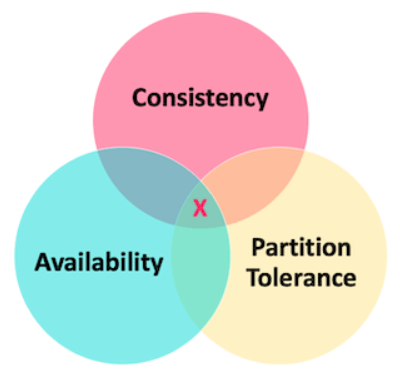 Consistency
X
Availability
Partition
Tolerance